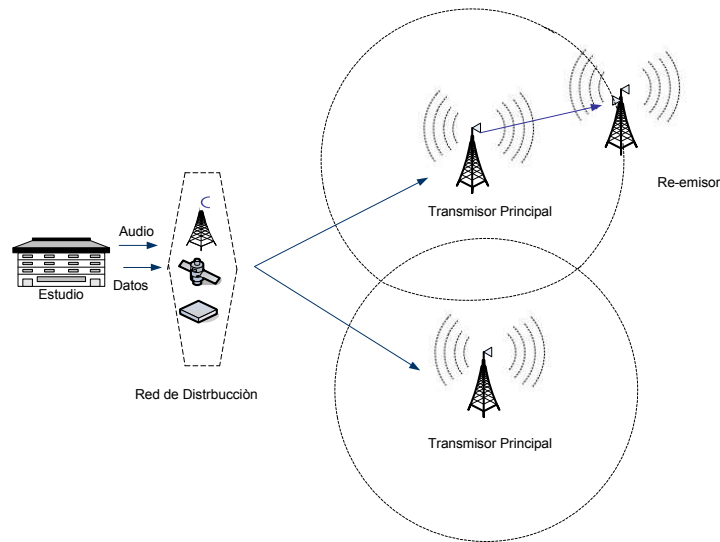 Audio
Datos
Estudio
Red de Distrbucciòn
Transmisor Principal
Re-emisor
Transmisor Principal